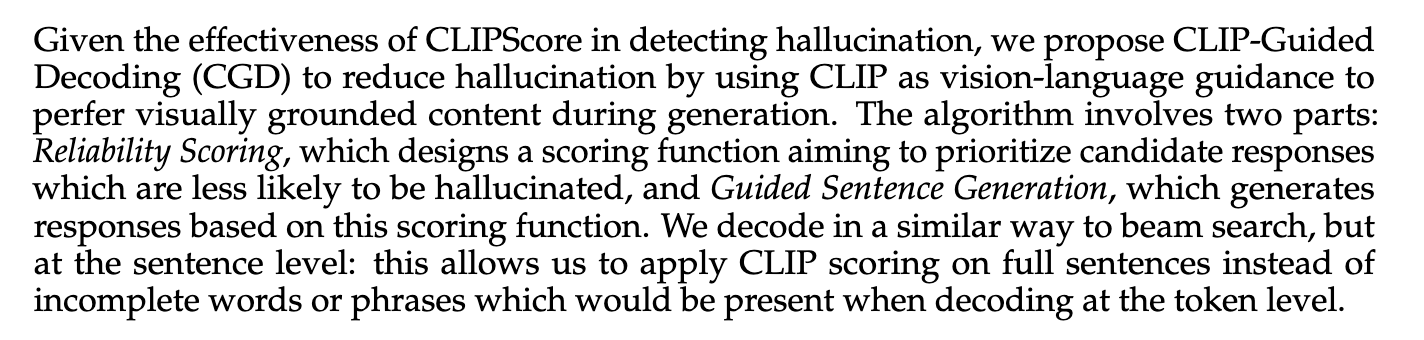 Given the effectiveness of CLIPScore in detecting hallucination, we propose CLIP-Guided
Decoding (CGD) to reduce hallucination by using CLIP as vision-language guidance to
perfer visually grounded content during generation. The algorithm involves two parts:
Reliability Scoring, which designs a scoring function aiming to prioritize candidate responses
which are less likely to be hallucinated, and Guided Sentence Generation, which generates
responses based on this scoring function. We decode in a similar way to beam search, but
at the sentence level: this allows us to apply CLIP scoring on full sentences instead of
incomplete words or phrases which would be present when decoding at the token level.